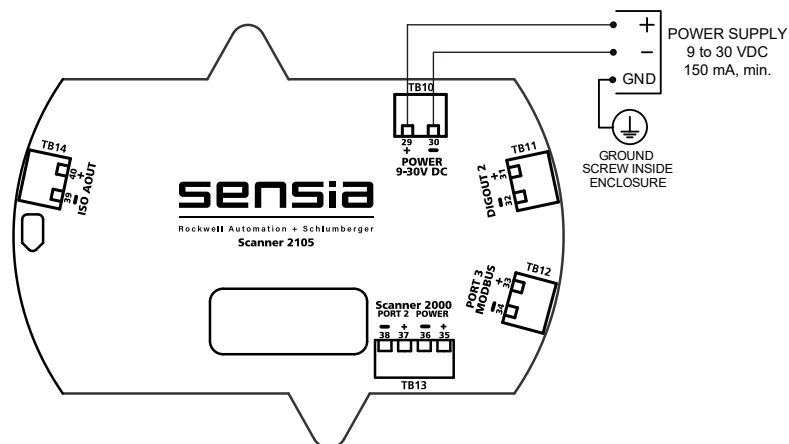 +
POWER SUPPLY
9 to 30 VDC
150 mA, min.
−
GND
GROUND
SCREW INSIDE
ENCLOSURE
TB10
29 30
+ −
POWER
9-30V DC
TB14
40 +
39 −
ISO AOUT
TB11
31 +
32 −
DIGOUT 2
sensia
Rockwell Automation + Schlumberger
Scanner 2105
TB12
33 +
34 −
PORT 3
MODBUS
Scanner 2000
PORT 2 POWER
− + − +
38 37 36 35
TB13